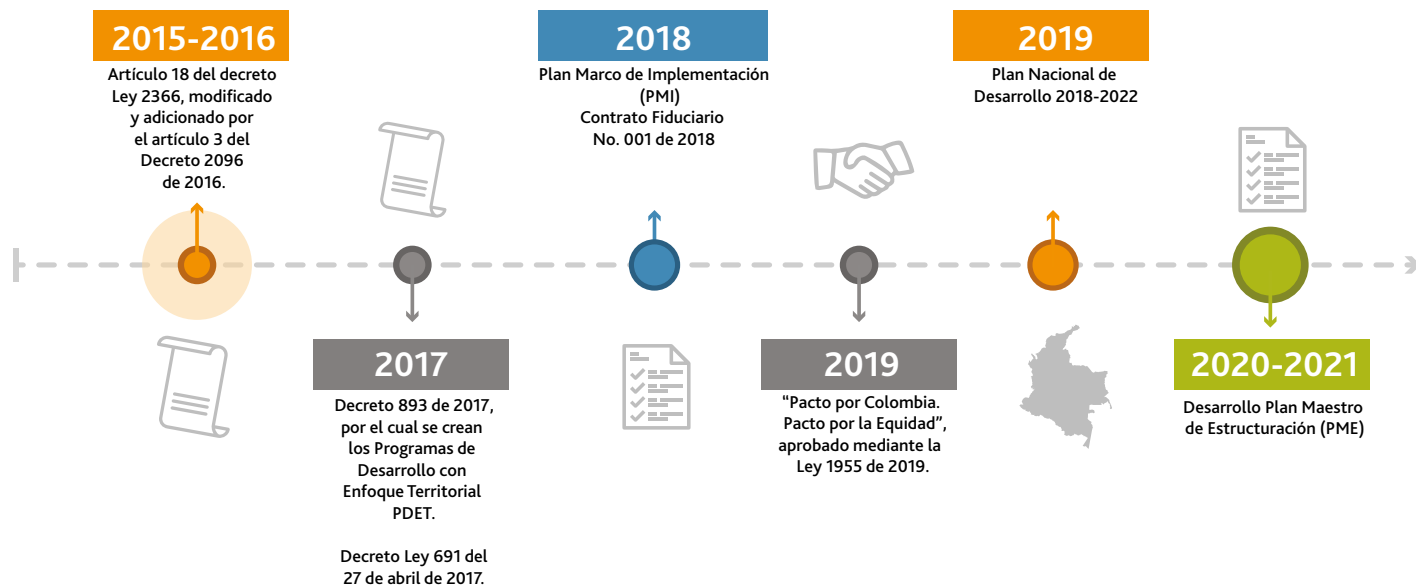 2015-2016
Artículo 18 del decreto
Ley 2366, modificado
y adicionado por
el artículo 3 del
Decreto 2096
de 2016.
2017
Decreto 893 de 2017,
por el cual se crean
los Programas de
Desarrollo con
Enfoque Territorial
PDET.
Decreto Ley 691 del
27 de abril de 2017.
2018
Plan Marco de Implementación
(PMI)
Contrato Fiduciario
No. 001 de 2018
2019
“Pacto por Colombia.
Pacto por la Equidad”,
aprobado mediante la
Ley 1955 de 2019.
2019
Plan Nacional de
Desarrollo 2018-2022
2020-2021
Desarrollo Plan Maestro
de Estructuración (PME)